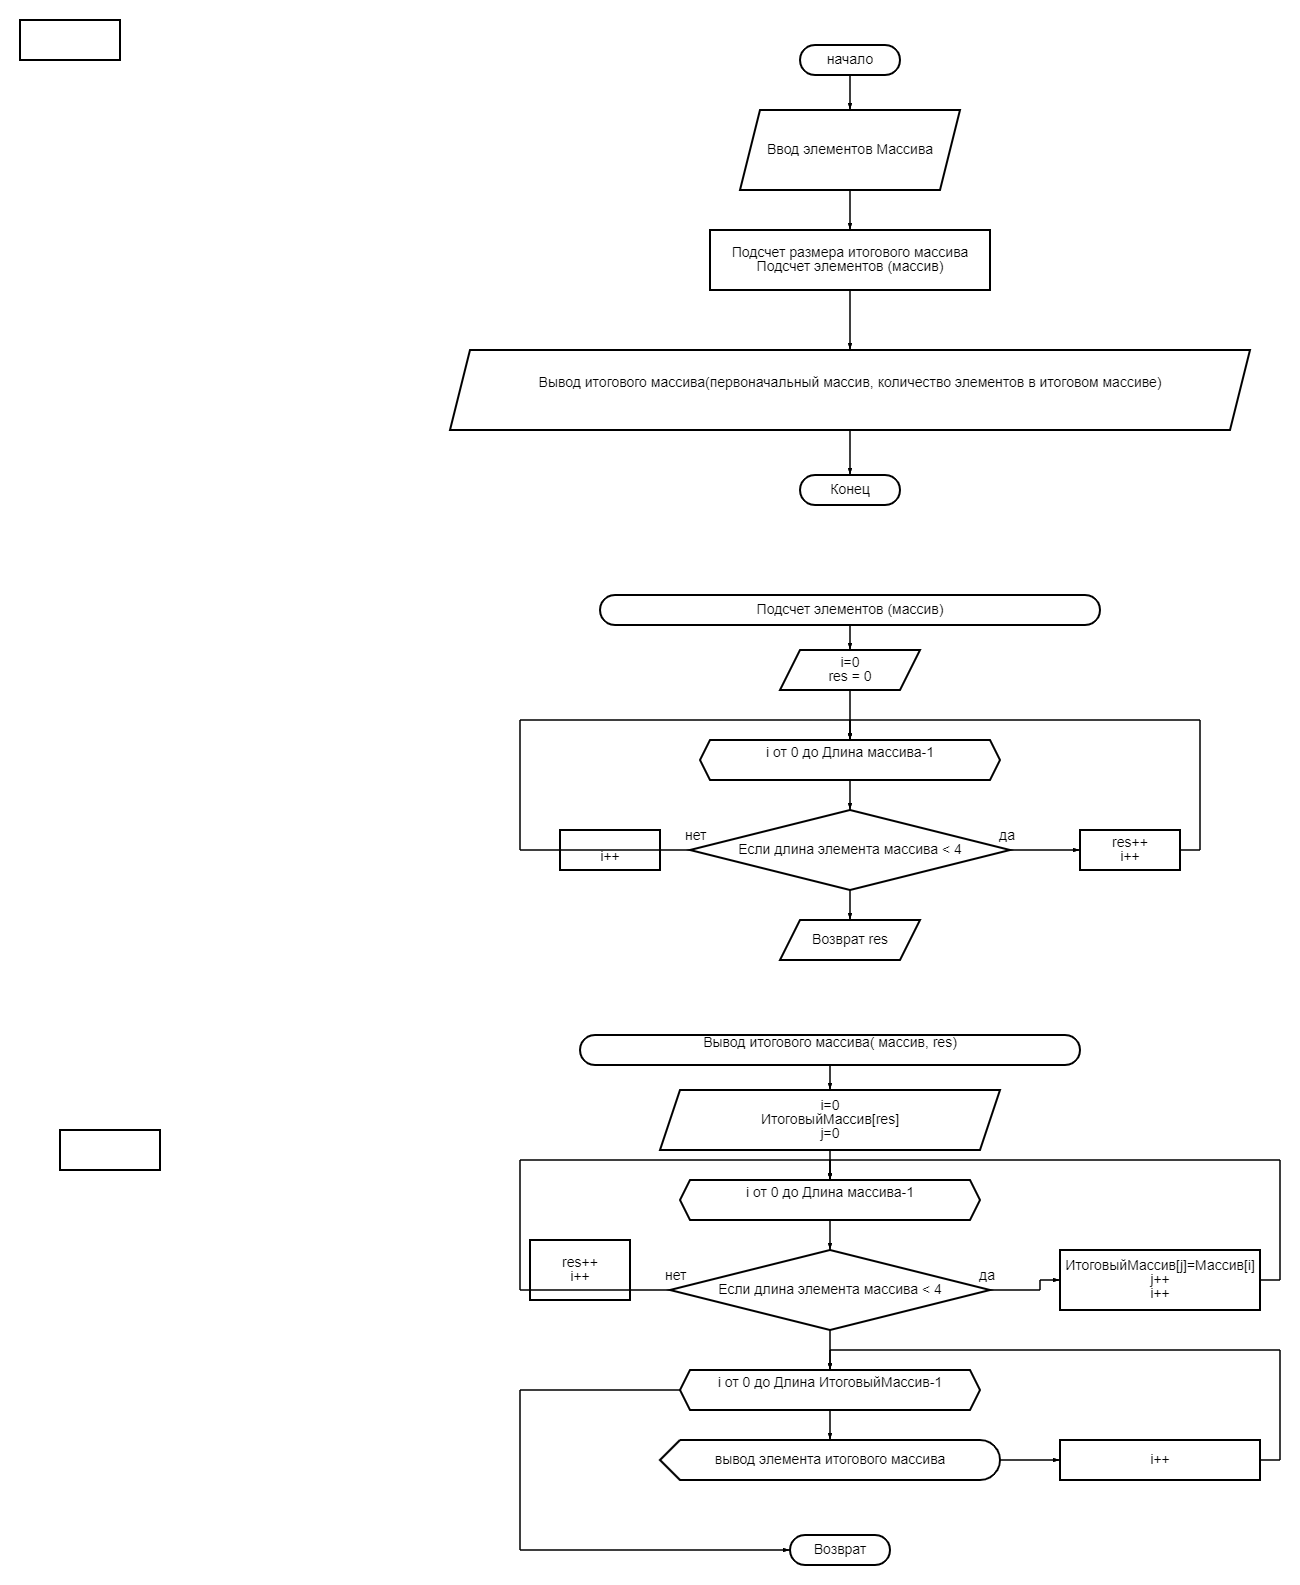 начало
Ввод элементов Массива
Подсчет размера итогового массива
Подсчет элементов (массив)
Вывод итогового массива(первоначальный массив, количество элементов в итоговом массиве)
Конец
Подсчет элементов (массив)
i=0
res = 0
i от 0 до Длина массива-1
нет
да
i++
Если длина элемента массива < 4
res++
i++
Возврат res
Вывод итогового массива( массив, res)
i=0
ИтоговыйМассив[res]
j=0
i от 0 до Длина массива-1
res++
i++
нет
Если длина элемента массива < 4
да
ИтоговыйМассив[j]=Массив[i]
j++
i++
i от 0 до Длина ИтоговыйМассив-1
вывод элемента итогового массива
i++
Возврат